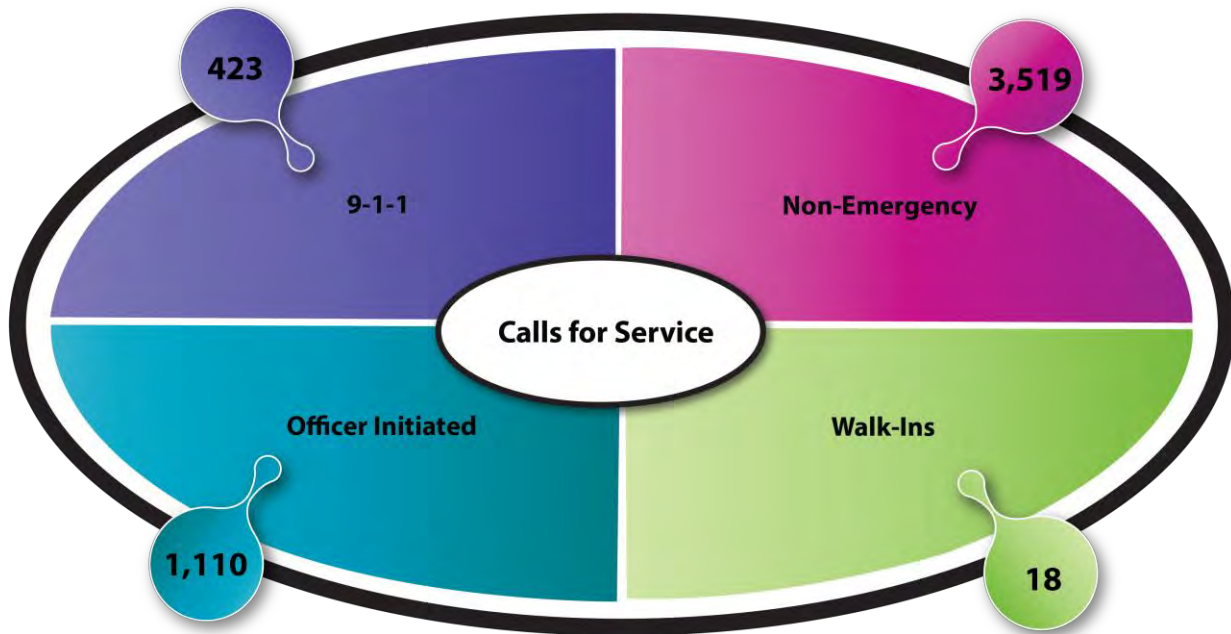 423
3,519
9-1-1
Non-Emergency
Calls for Service
Officer Initiated
Walk-Ins
1,110
18